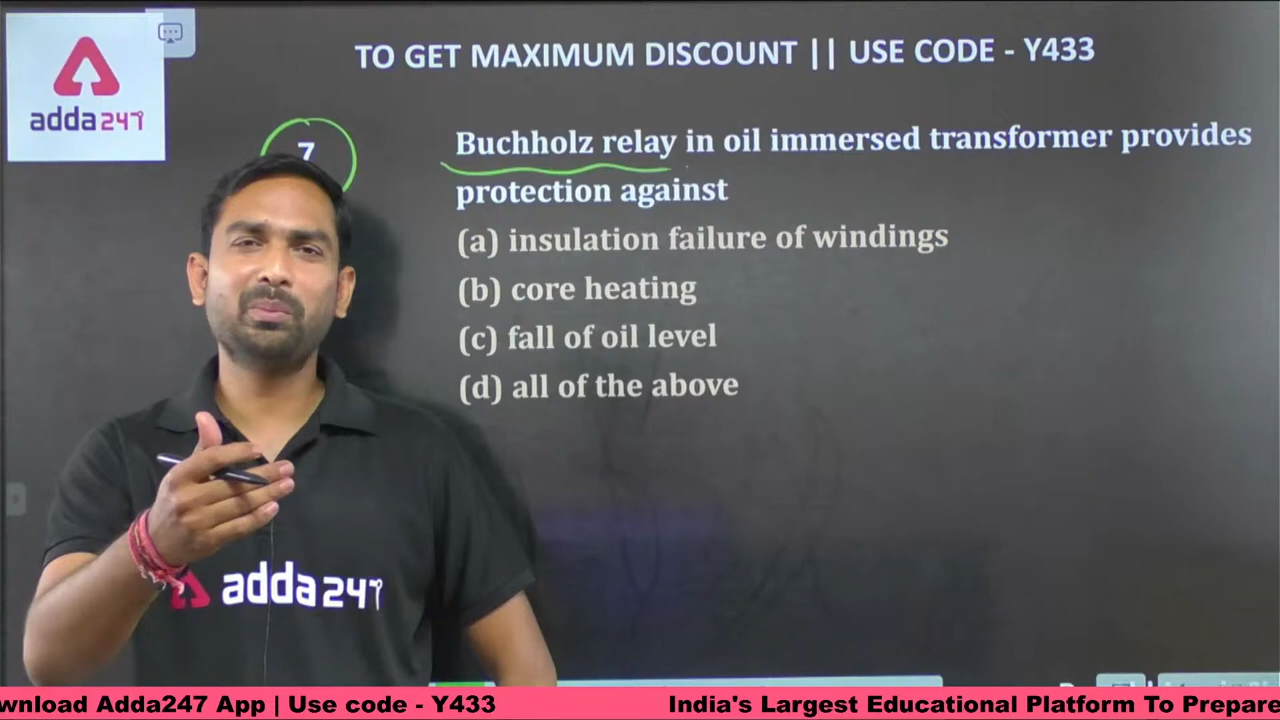 TO GET MAXIMUM DISCOUNT || USE CODE - Y433
adda247
7
Buchholz relay in oil immersed transformer provides
protection against
(a) insulation failure of windings
(b) core heating
(c) fall of oil level
(d) all of the above
adda247
wnload Adda247 App | Use code - Y433
India's Largest Educational Platform To Prepare